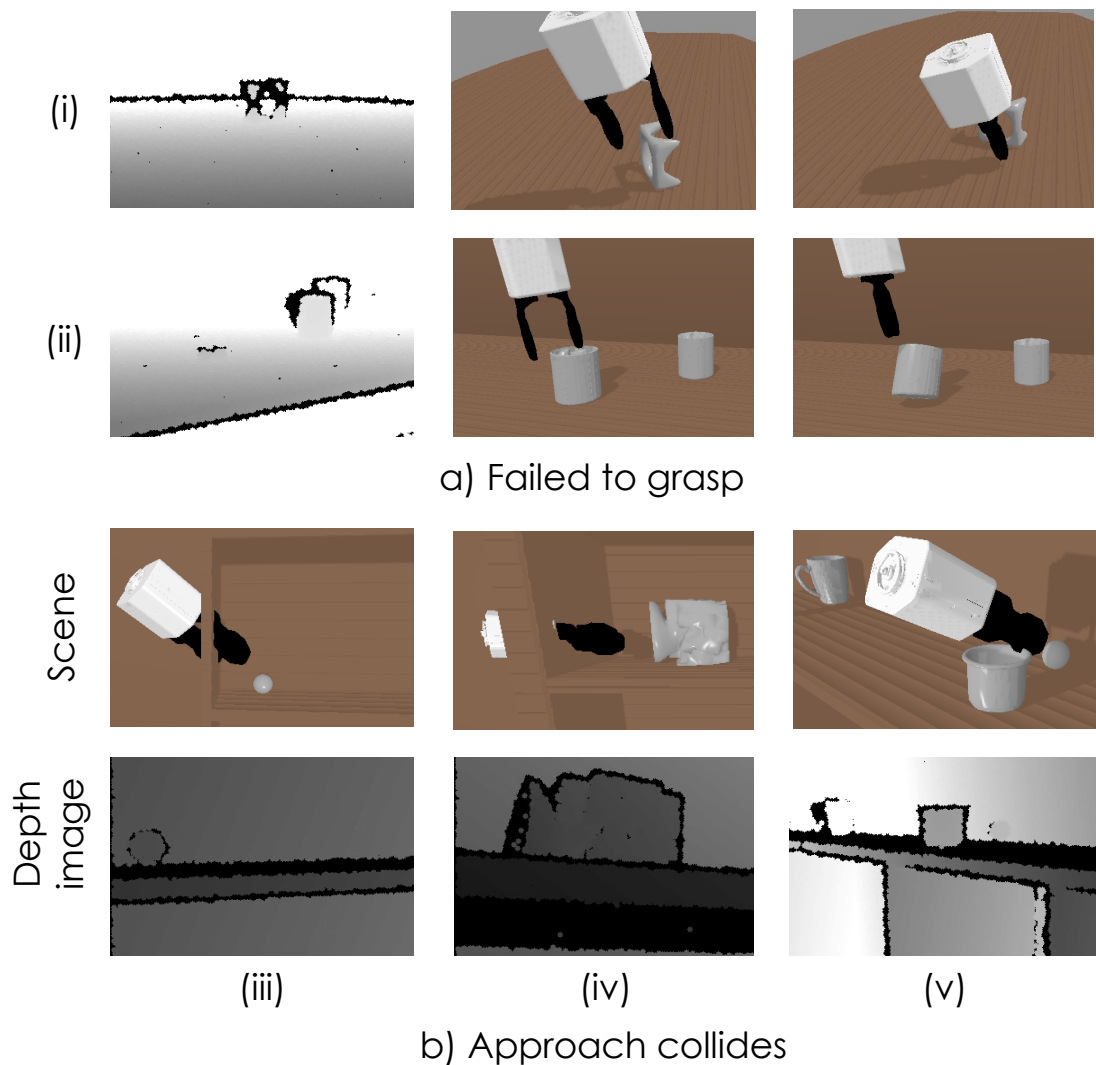 (i)
(ii)
a) Failed to grasp
Scene
Depth
image
(iii)
(iv)
(v)
b) Approach collides